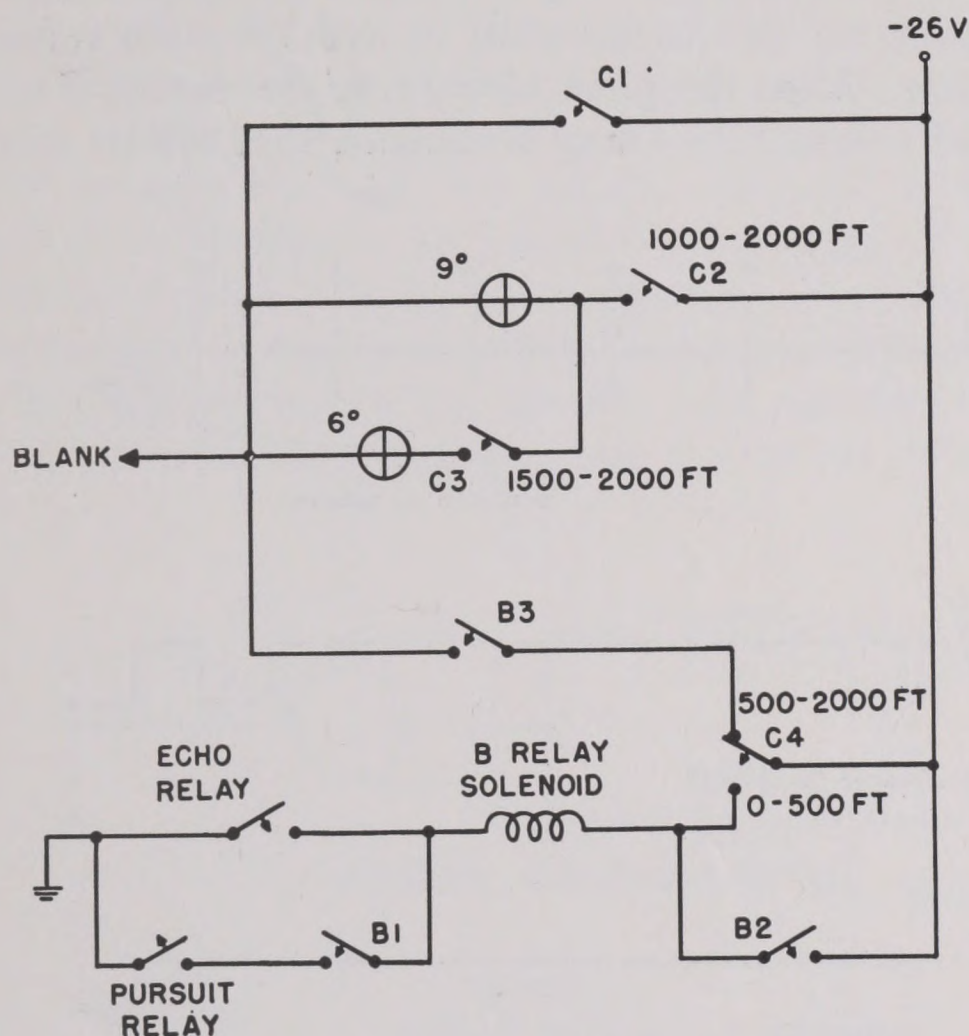 -26V
C1
1000-2000 FT
C2
9°
6°
BLANK
C3
1500-2000 FT
B3
500-2000 FT
C4
0-500 FT
ECHO
RELAY
B RELAY
SOLENOID
B1
B2
PURSUIT
RELAY